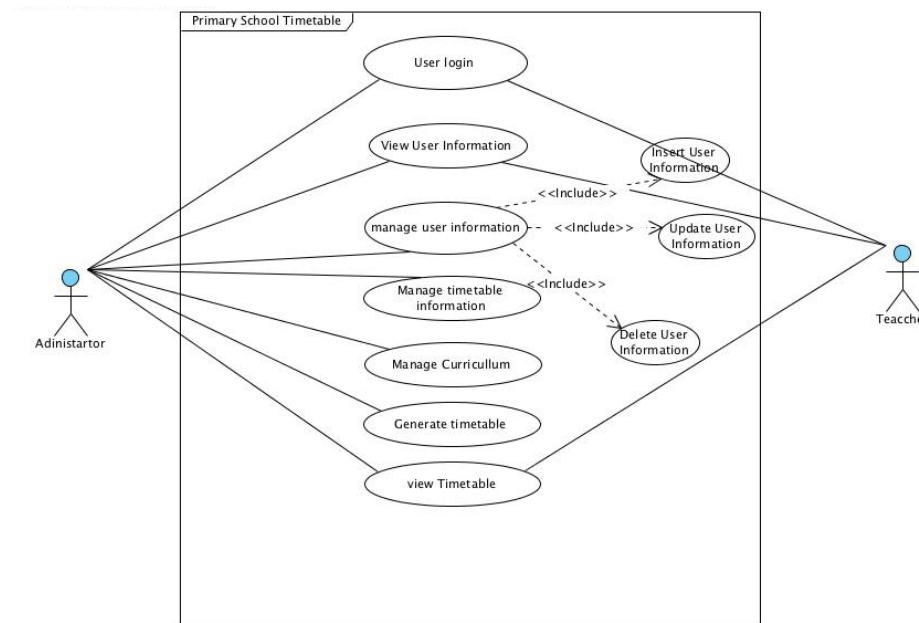 Primary School Timetable
User login
View User Information
Insert User
Information
<<Include>>
manage user information
<<Include>>
Update User
Information
Manage timetable
information
<<Include>>
Adinistartor
Teacche
Delete User
Information
Manage Curricullum
Generate timetable
view Timetable